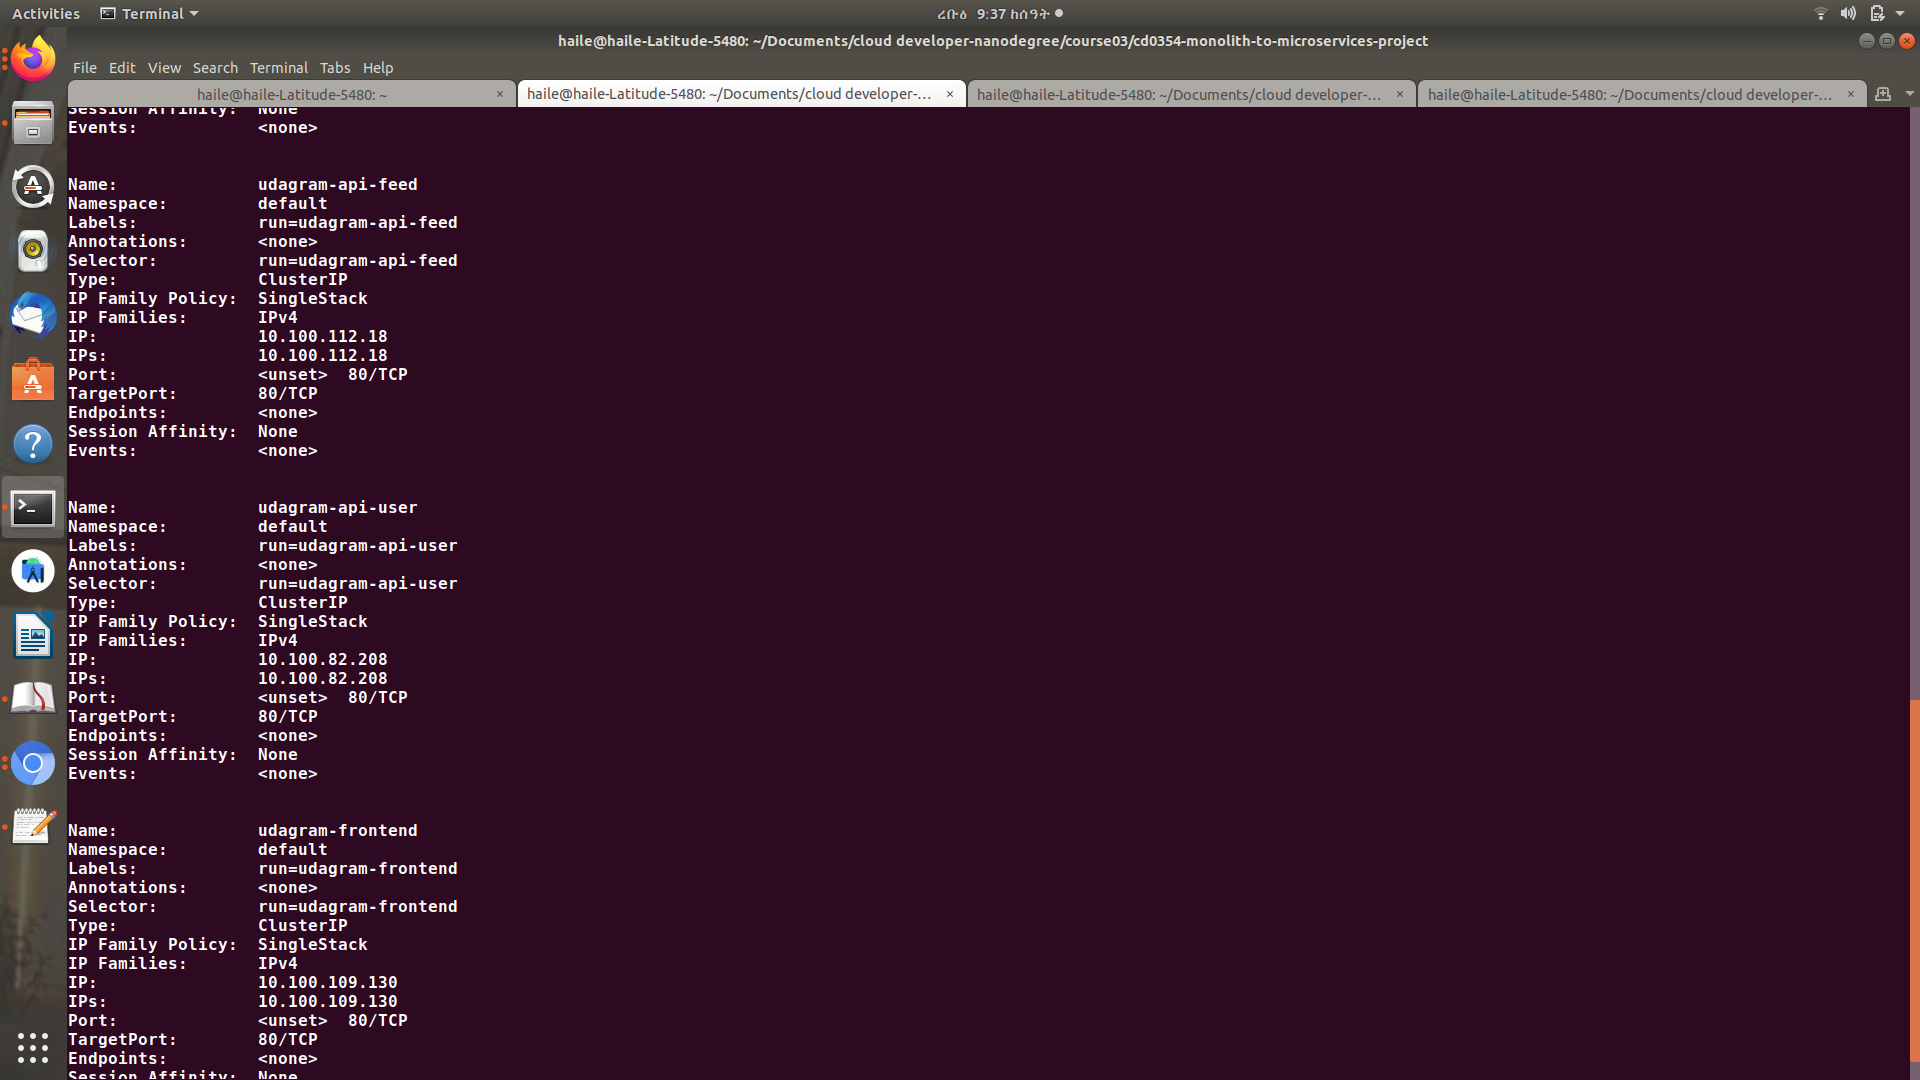 Activities Terminal ረቡዕ 9:37 ከሰዓት
haile@haile-Latitude-5480: ~/Documents/cloud developer-nanodegree/course03/cd0354-monolith-to-microservices-project
File Edit View Search Terminal Tabs Help
haile@haile-Latitude-5480: ~ × haile@haile-Latitude-5480: ~/Documents/cloud developer-... × haile@haile-Latitude-5480: ~/Documents/cloud developer-... × haile@haile-Latitude-5480: ~/Documents/cloud developer-... ×
Session Affinity: None
Events: <none>
Name: udagram-api-feed
Namespace: default
Labels: run=udagram-api-feed
Annotations: <none>
Selector: run=udagram-api-feed
Type: ClusterIP
IP Family Policy: SingleStack
IP Families: IPv4
IP: 10.100.112.18
IPs: 10.100.112.18
Port: <unset> 80/TCP
TargetPort: 80/TCP
Endpoints: <none>
Session Affinity: None
Events: <none>
Name: udagram-api-user
Namespace: default
Labels: run=udagram-api-user
Annotations: <none>
Selector: run=udagram-api-user
Type: ClusterIP
IP Family Policy: SingleStack
IP Families: IPv4
IP: 10.100.82.208
IPs: 10.100.82.208
Port: <unset> 80/TCP
TargetPort: 80/TCP
Endpoints: <none>
Session Affinity: None
Events: <none>
Name: udagram-frontend
Namespace: default
Labels: run=udagram-frontend
Annotations: <none>
Selector: run=udagram-frontend
Type: ClusterIP
IP Family Policy: SingleStack
IP Families: IPv4
IP: 10.100.109.130
IPs: 10.100.109.130
Port: <unset> 80/TCP
TargetPort: 80/TCP
Endpoints: <none>
Session Affinity: None